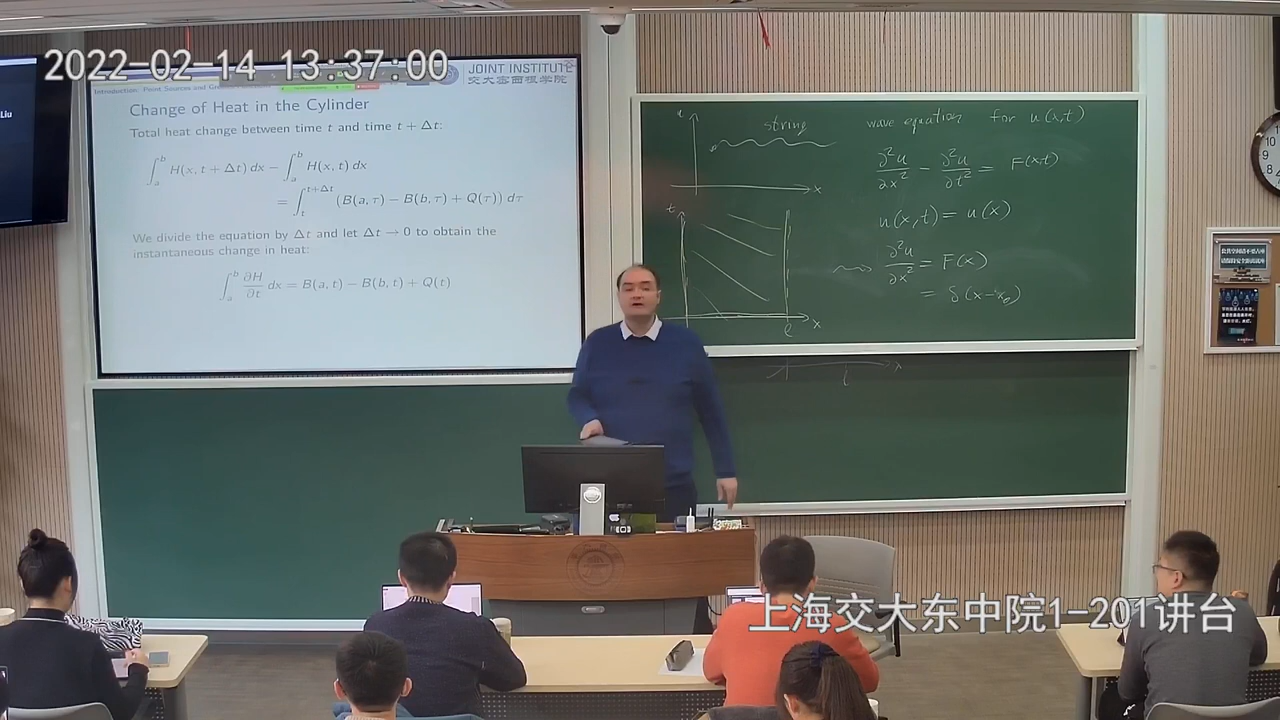 2022-02-14 13:37:00
Liu
JOINT INSTITUTE
交大密西根学院
Change of Heat in the Cylinder
Total heat change between time t and time t + Δt:
∫_a^b H(x, t + Δt) dx − ∫_a^b H(x, t) dx
= ∫_t^{t+Δt} (B(a, τ) − B(b, τ) + Q(τ)) dτ
We divide the equation by Δt and let Δt → 0 to obtain the
instantaneous change in heat:
∫_a^b ∂H/∂t dx = B(a, t) − B(b, t) + Q(t)
u
string
x
t
x
ℓ
wave equation for u(x,t)
∂²u/∂x² − ∂²u/∂t² = F(x,t)
u(x,t) = u(x)
∂²u/∂x² = F(x)
= δ(x−x₀)
x
10
9
8
上海交大东中院1-201讲台